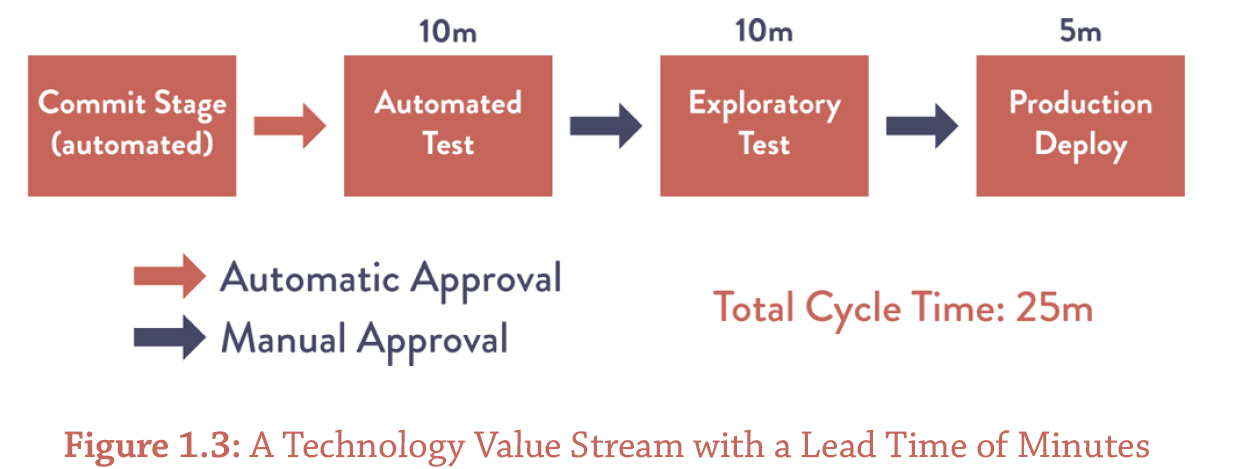 10m
10m
5m
Commit Stage
(automated)
Automated
Test
Exploratory
Test
Production
Deploy
Automatic Approval
Manual Approval
Total Cycle Time: 25m
Figure 1.3: A Technology Value Stream with a Lead Time of Minutes